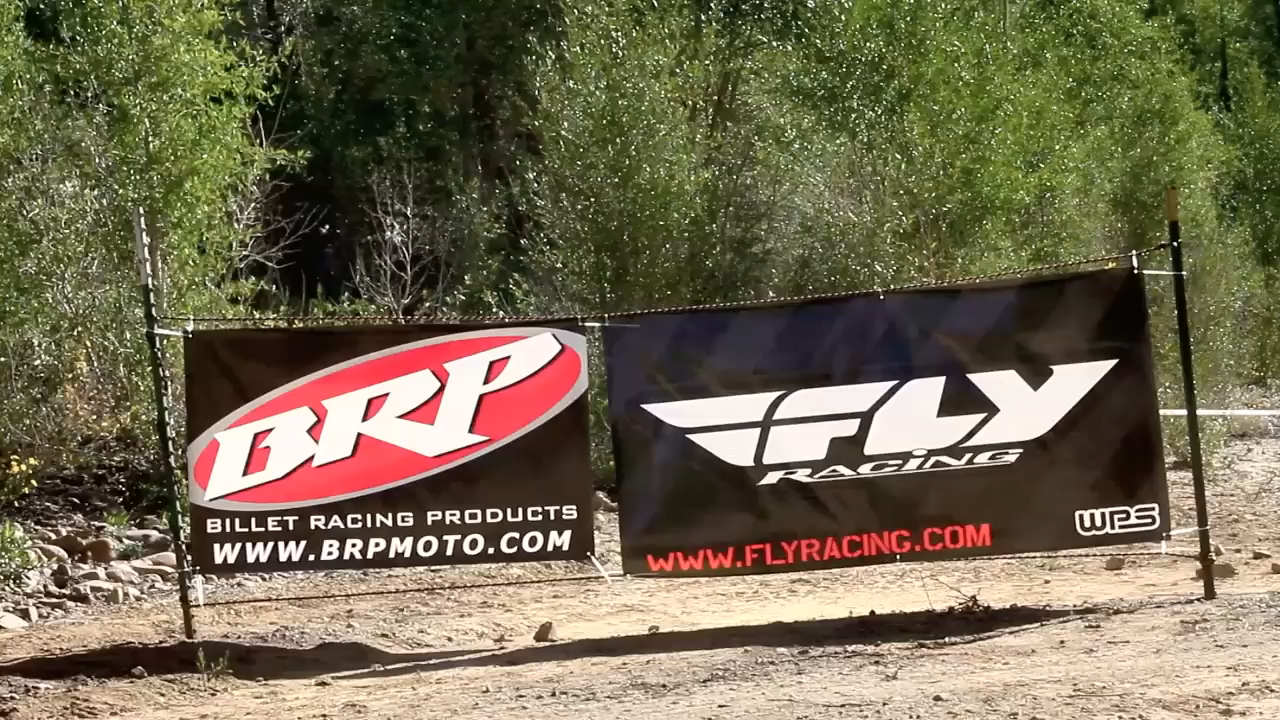 BRP
BILLET RACING PRODUCTS
WWW.BRPMOTO.COM
FLY
RACING
WWW.FLYRACING.COM
WPS